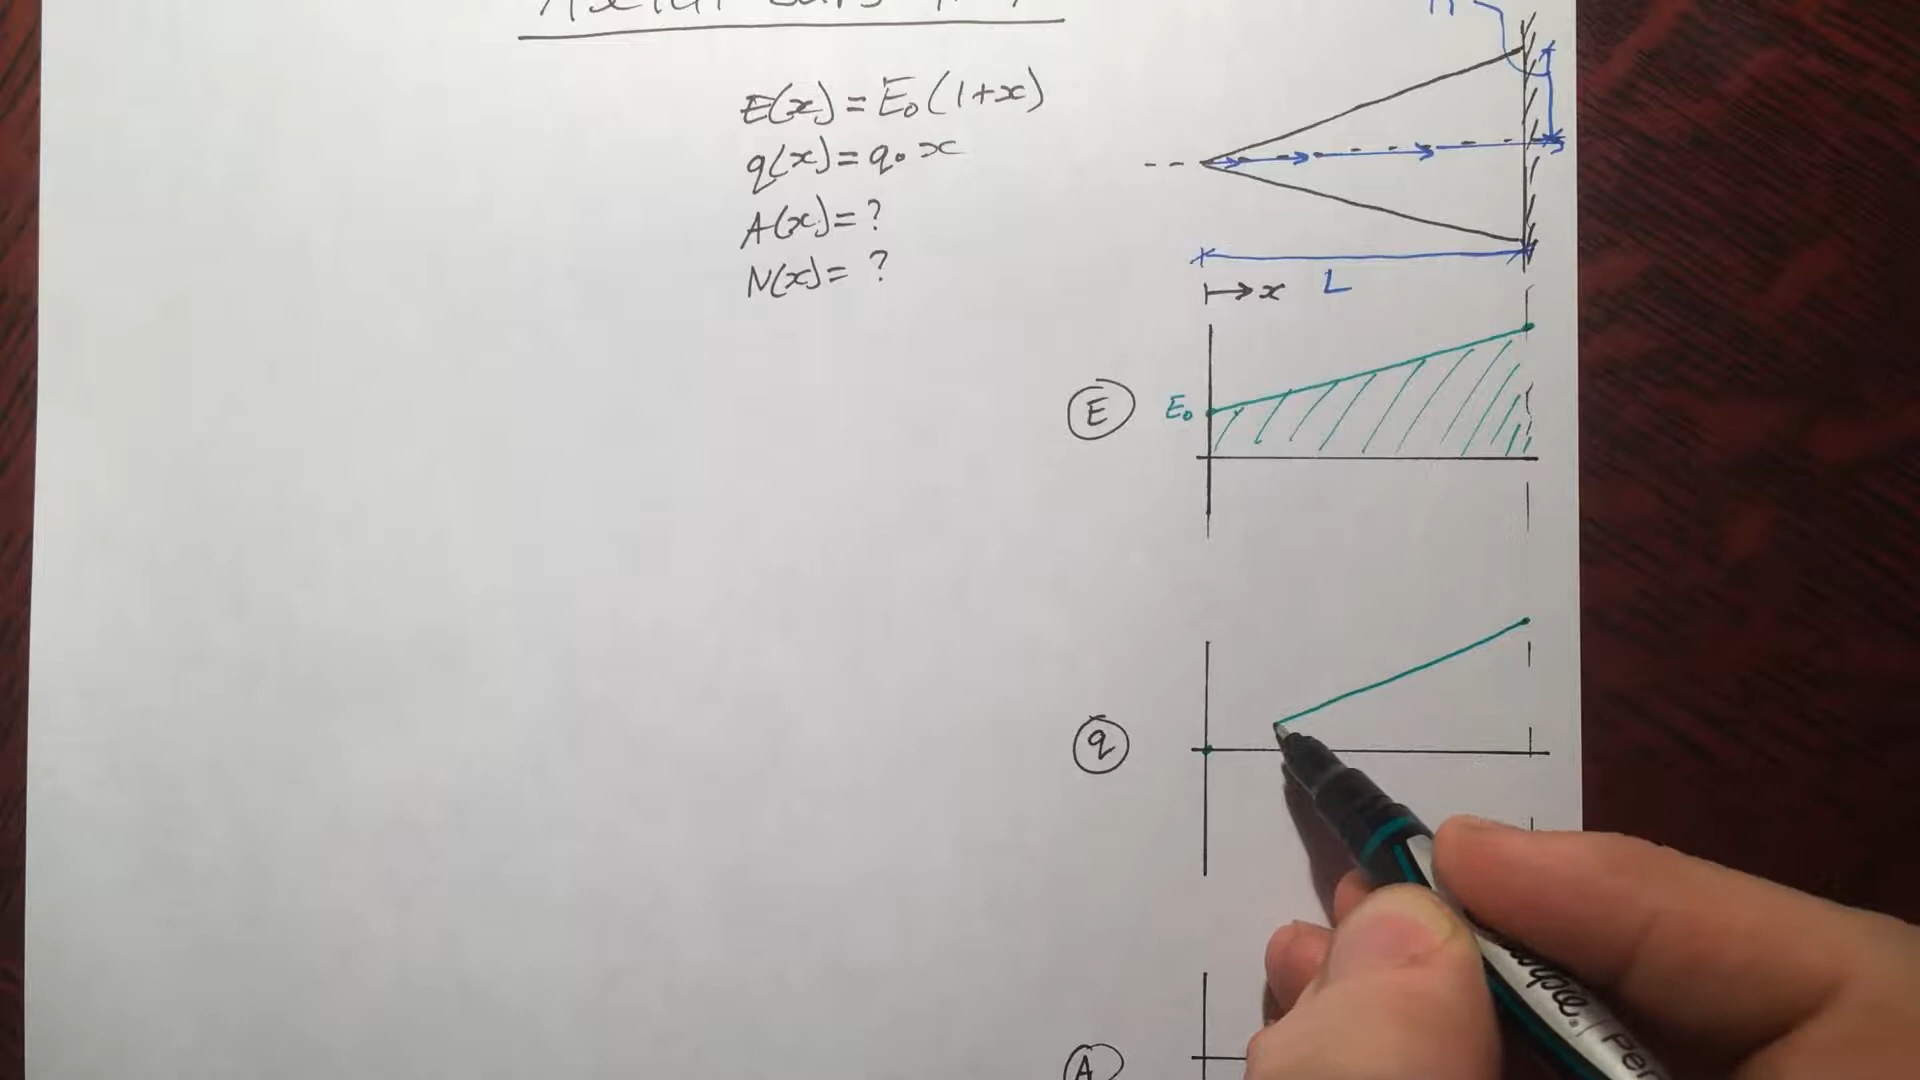 E(x) = E₀(1+x)
q(x) = q₀ x
A(x) = ?
N(x) = ?
L
x
E
E₀
q
A